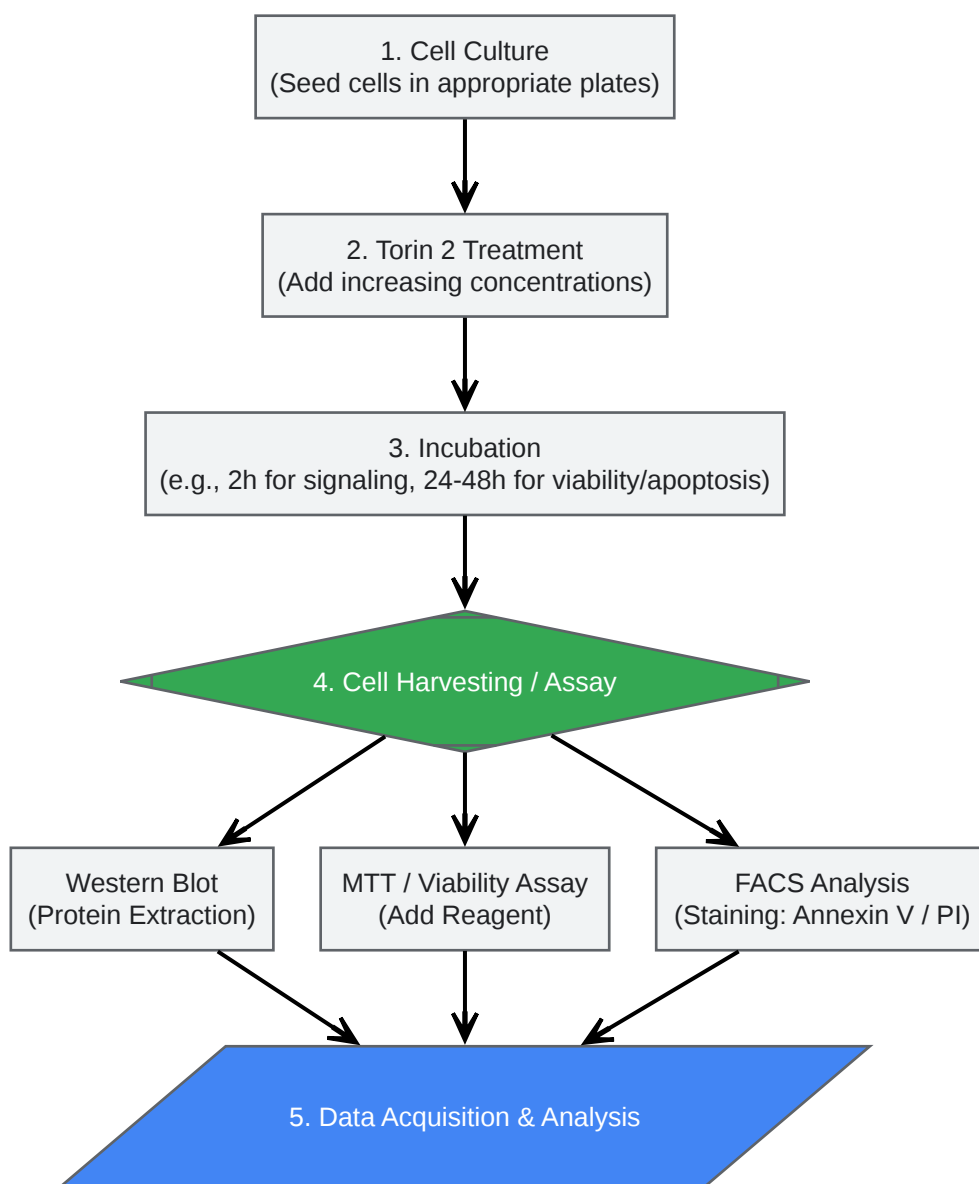 1. Cell Culture
(Seed cells in appropriate plates)
2. Torin 2 Treatment
(Add increasing concentrations)
3. Incubation
(e.g., 2h for signaling, 24-48h for viability/apoptosis)
4. Cell Harvesting / Assay
Western Blot
(Protein Extraction)
MTT / Viability Assay
(Add Reagent)
FACS Analysis
(Staining: Annexin V / PI)
5. Data Acquisition & Analysis